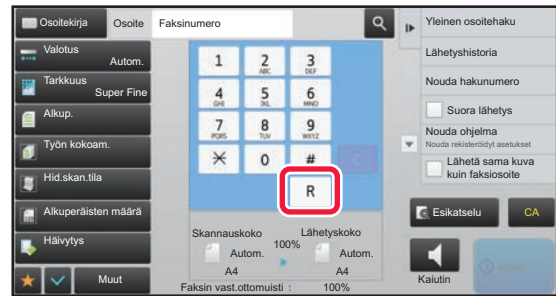 Osoitekirja
Osoite
Faksinumero
Valotus
Autom.
Tarkkuus
Super Fine
Alkup.
Työn kokoam.
Hid.skan.tila
Alkuperäisten määrä
Häivytys
Muut
1
2
ABC
3
DEF
4
GHI
5
JKL
6
MNO
7
PQRS
8
TUV
9
WXYZ
0
#
C
R
Skannauskoko
Lähetyskoko
100%
Autom.
A4
Autom.
A4
Faksin vast.ottomuisti :
100%
Yleinen osoitehaku
Lähetyshistoria
Nouda hakunumero
Suora lähetys
Nouda ohjelma
Nouda rekisteröidyt asetukset
Lähetä sama kuva
kuin faksiosoite
Esikatselu
CA
Kaiutin
Aloita